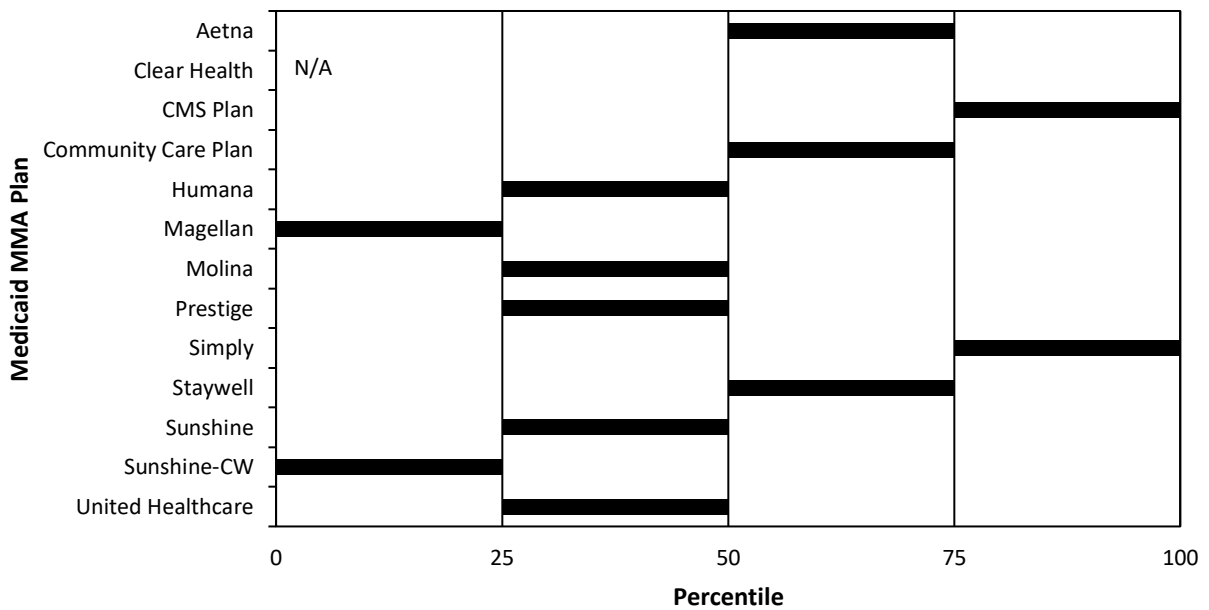 Medicaid MMA Plan
Aetna
Clear Health
N/A
CMS Plan
Community Care Plan
Humana
Magellan
Molina
Prestige
Simply
Staywell
Sunshine
Sunshine-CW
United Healthcare
0 25 50 75 100
Percentile